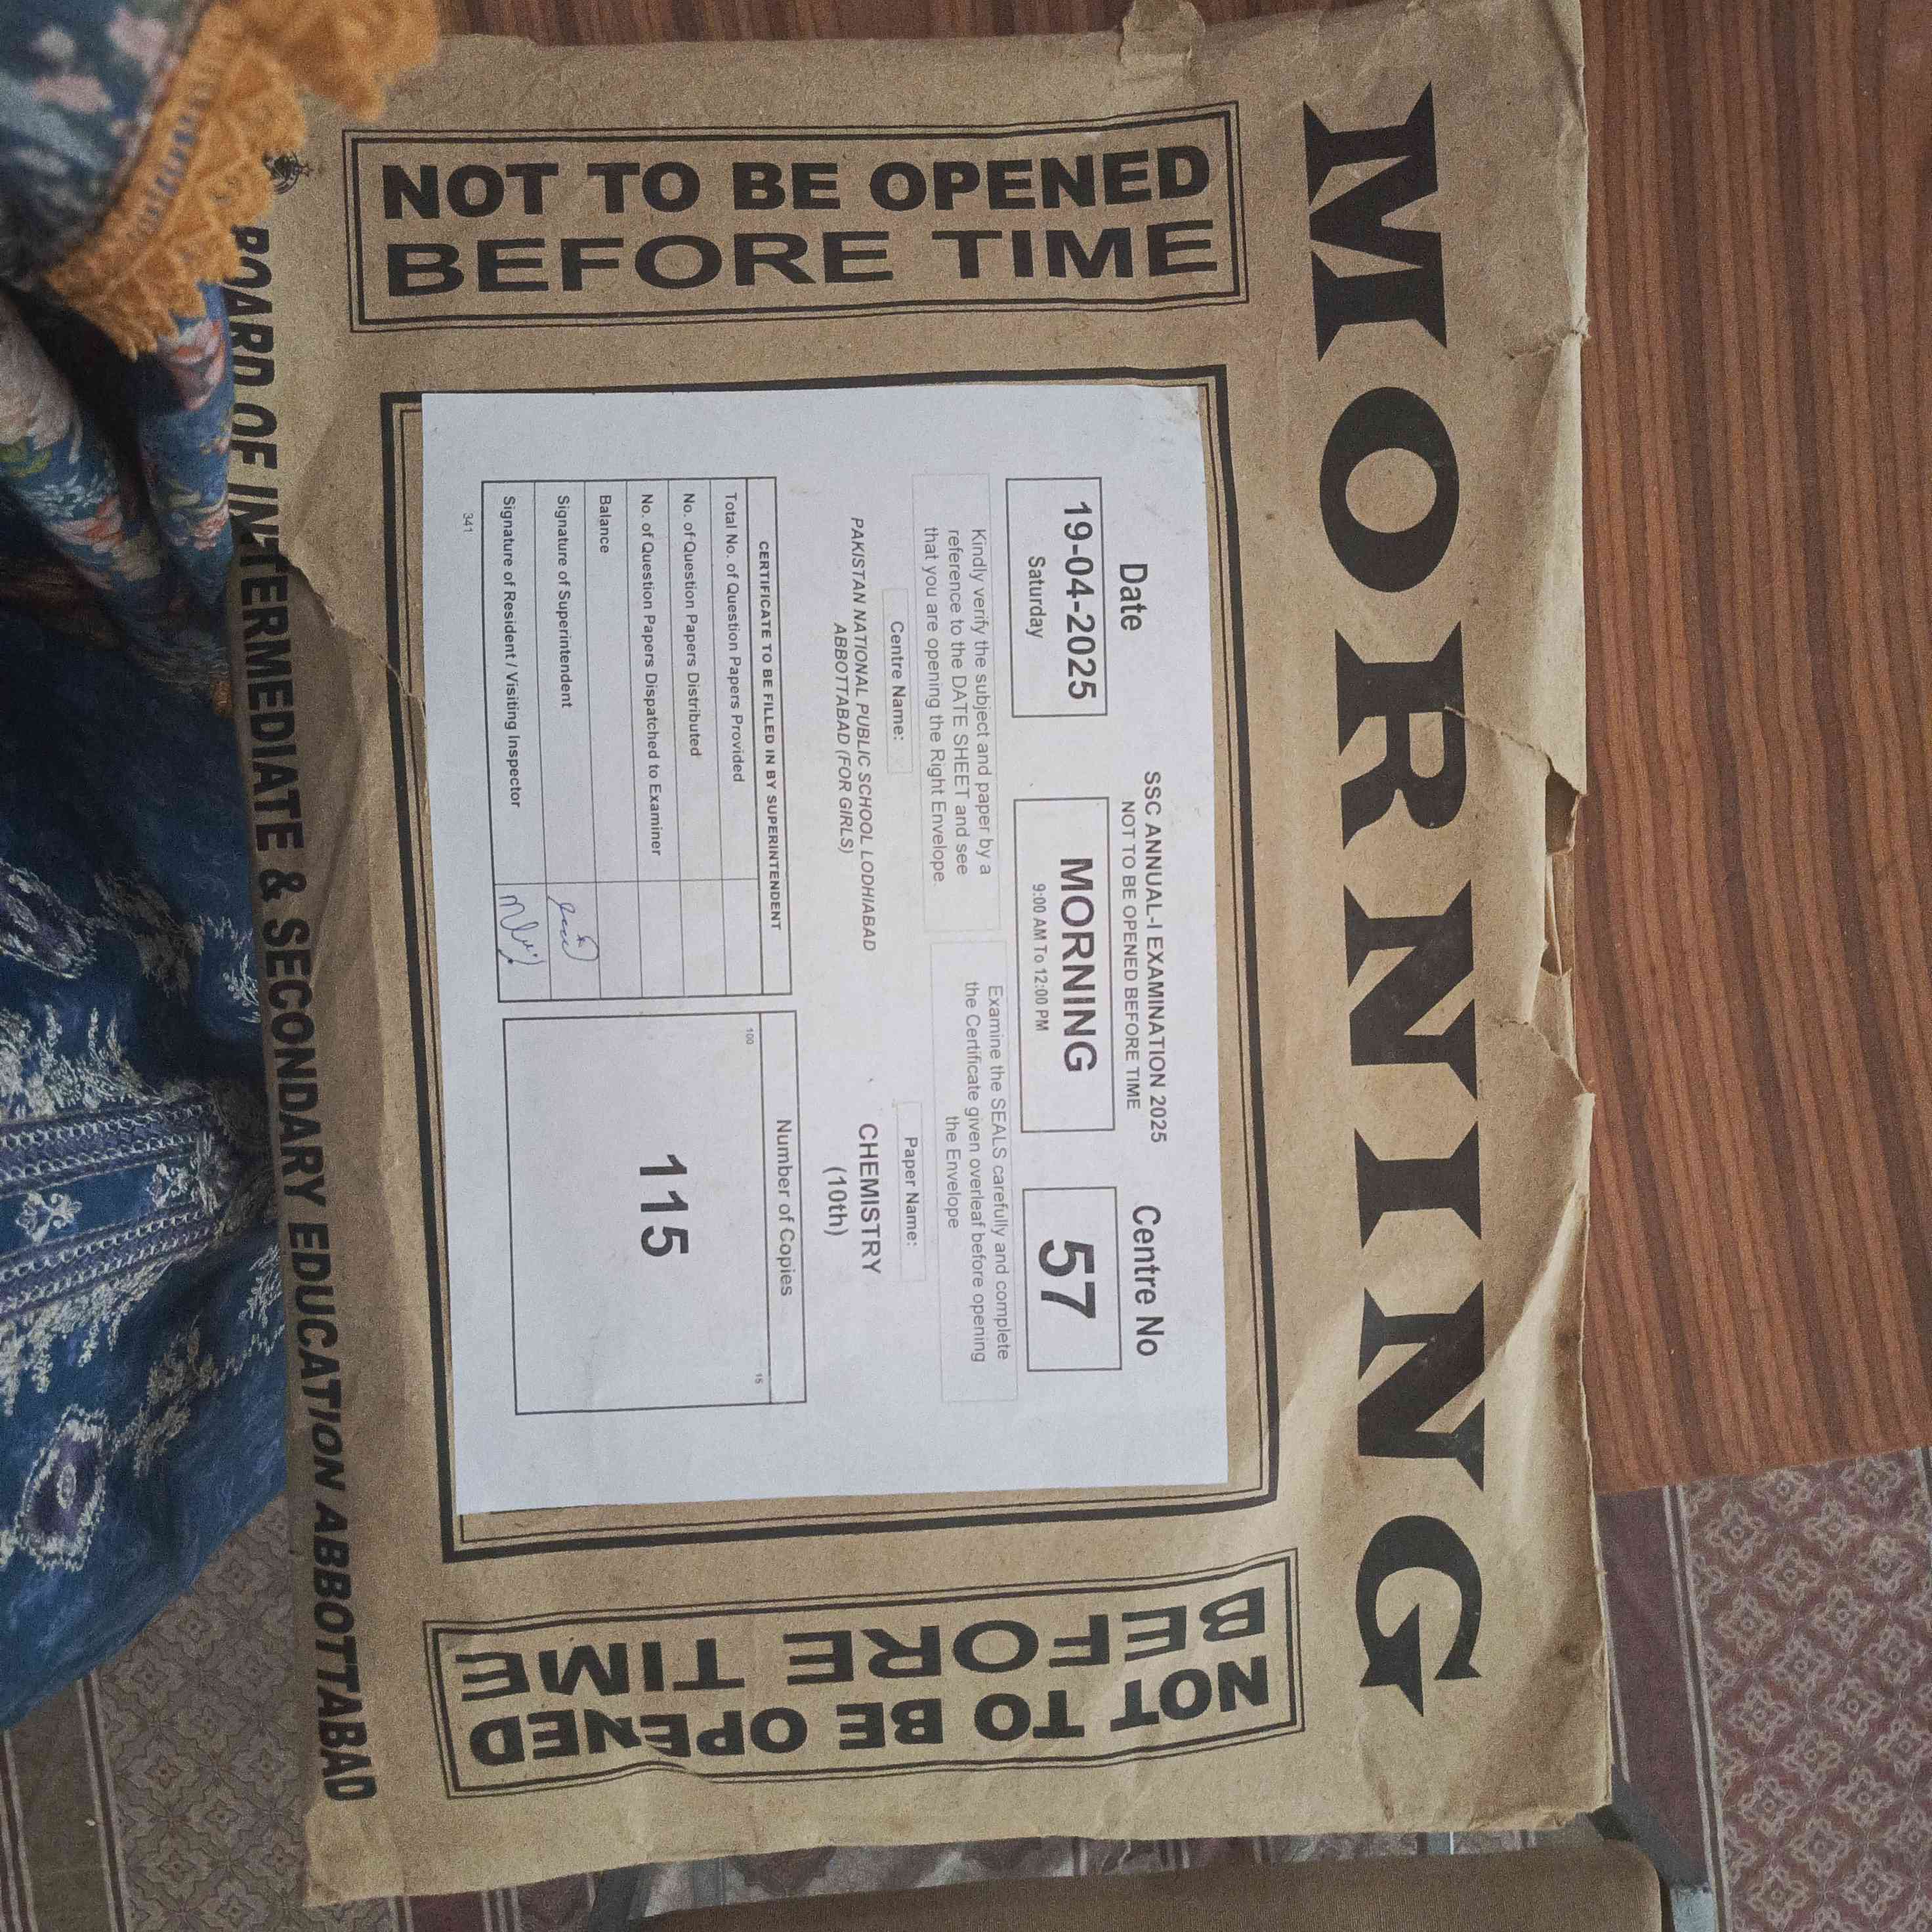 MORNING
NOT TO BE OPENED
BEFORE TIME
SSC ANNUAL-I EXAMINATION 2025
NOT TO BE OPENED BEFORE TIME
Date
Centre No
19-04-2025
Saturday
MORNING
9:00 AM To 12:00 PM
57
Kindly verify the subject and paper by a
reference to the DATE SHEET and see
that you are opening the Right Envelope.
Examine the SEALS carefully and complete
the Certificate given overleaf before opening
the Envelope
Centre Name:
Paper Name:
PAKISTAN NATIONAL PUBLIC SCHOOL LODHIABAD
ABBOTTABAD (FOR GIRLS)
CHEMISTRY
(10th)
CERTIFICATE TO BE FILLED IN BY SUPERINTENDENT
Total No. of Question Papers Provided
No. of Question Papers Distributed
No. of Question Papers Dispatched to Examiner
Balance
Signature of Superintendent
Signature of Resident / Visiting Inspector
Number of Copies
100
15
115
341
NOT TO BE OPENED
BEFORE TIME
BOARD OF INTERMEDIATE & SECONDARY EDUCATION ABBOTTABAD